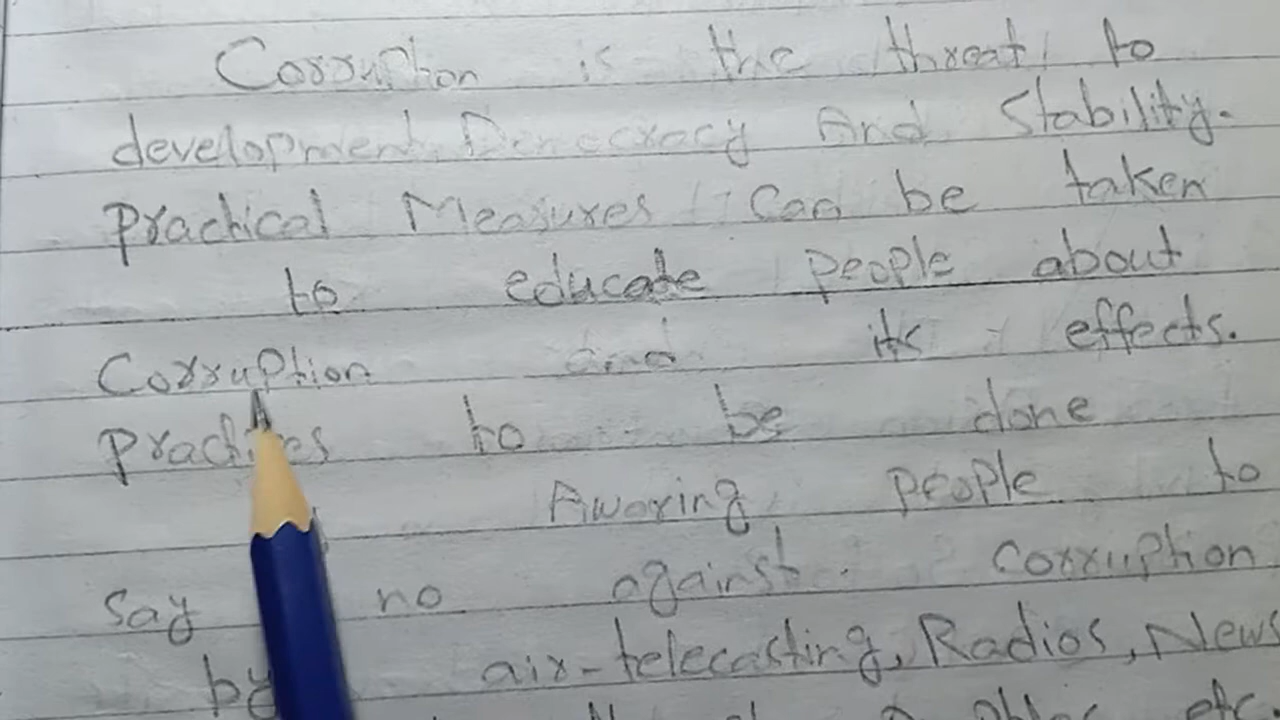 Corruption is the threat to
development Democracy And Stability.
Practical Measures Can be taken
to educate people about
Corruption and its effects.
Practices to be done
Awaring people to
Say no against Corruption
by air-telecasting, Radios, News
etc.